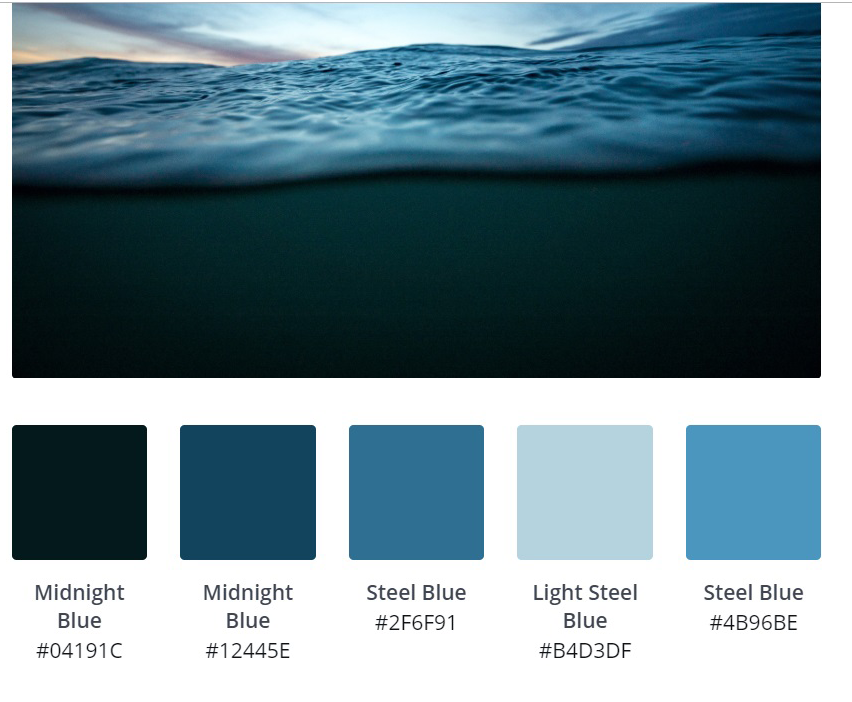 Midnight
Blue
#04191C
Midnight
Blue
#12445E
Steel Blue
#2F6F91
Light Steel
Blue
#B4D3DF
Steel Blue
#4B96BE